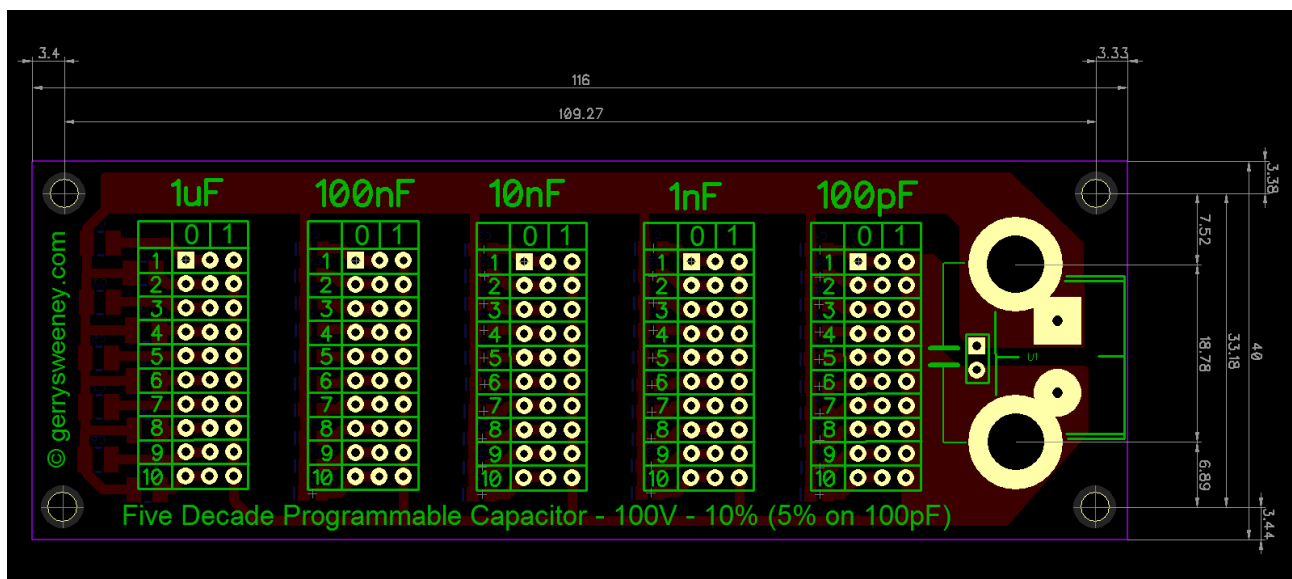 3.4
3.33
116
109.27
3.38
1uF 100nF 10nF 1nF 100pF
0 1 0 1 0 1 0 1 0 1
1 1 1 1 1
2 2 2 2 2
3 3 3 3 3
4 4 4 4 4
5 5 5 5 5
6 6 6 6 6
7 7 7 7 7
8 8 8 8 8
9 9 9 9 9
10 10 10 10 10
© gerrysweeney.com
U1
7.52
18.78
33.18
40
6.89
3.44
Five Decade Programmable Capacitor - 100V - 10% (5% on 100pF)